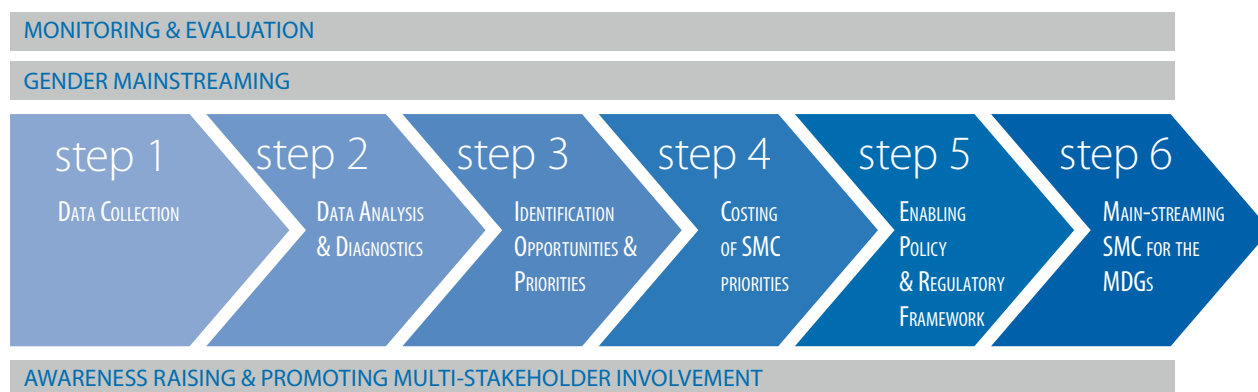 MONITORING & EVALUATION
GENDER MAINSTREAMING
step 1
DATA COLLECTION
step 2
DATA ANALYSIS
& DIAGNOSTICS
step 3
IDENTIFICATION
OPPORTUNITIES &
PRIORITIES
step 4
COSTING
OF SMC
PRIORITIES
step 5
ENABLING
POLICY
& REGULATORY
FRAMEWORK
step 6
MAIN-STREAMING
SMC FOR THE
MDGS
AWARENESS RAISING & PROMOTING MULTI-STAKEHOLDER INVOLVEMENT